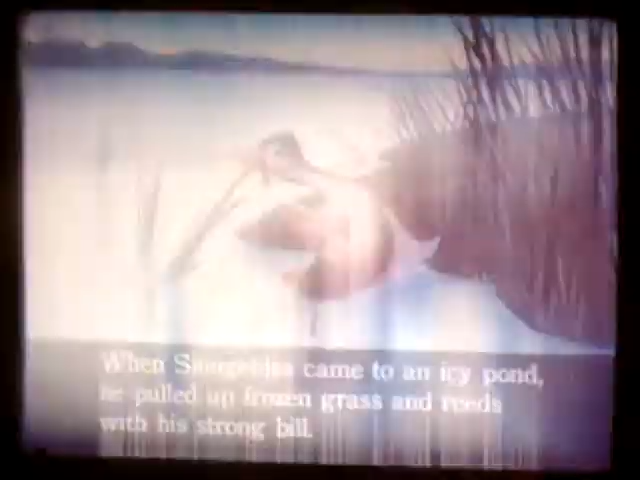 When came to an icy pond,
he pulled up frozen grass and reeds
with his strong bill.